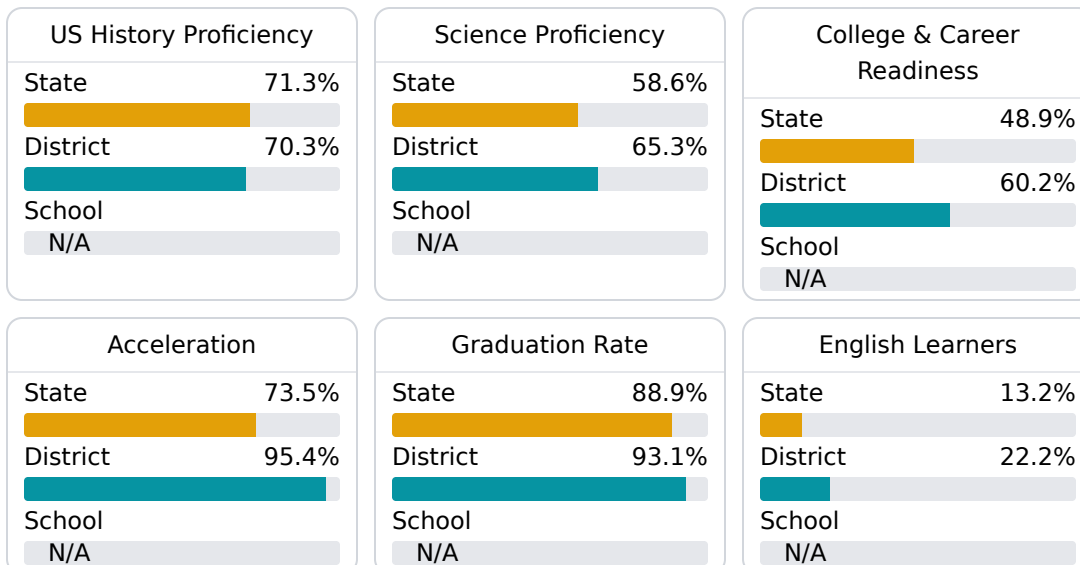 US History Proficiency
State 71.3%
District 70.3%
School
N/A
Science Proficiency
State 58.6%
District 65.3%
School
N/A
College & Career
Readiness
State 48.9%
District 60.2%
School
N/A
Acceleration
State 73.5%
District 95.4%
School
N/A
Graduation Rate
State 88.9%
District 93.1%
School
N/A
English Learners
State 13.2%
District 22.2%
School
N/A